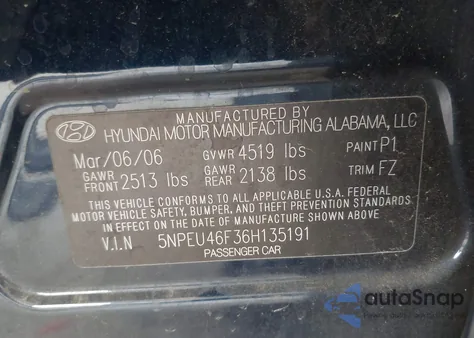 MANUFACTURED BY
HYUNDAI MOTOR MANUFACTURING ALABAMA, LLC
Mar/06/06 GVWR 4519 lbs PAINT P1
GAWR FRONT 2513 lbs GAWR REAR 2138 lbs TRIM FZ
THIS VEHICLE CONFORMS TO ALL APPLICABLE U.S.A. FEDERAL
MOTOR VEHICLE SAFETY, BUMPER, AND THEFT PREVENTION STANDARDS
IN EFFECT ON THE DATE OF MANUFACTURE SHOWN ABOVE.
V.I.N 5NPEU46F36H135191
PASSENGER CAR
autoSnap